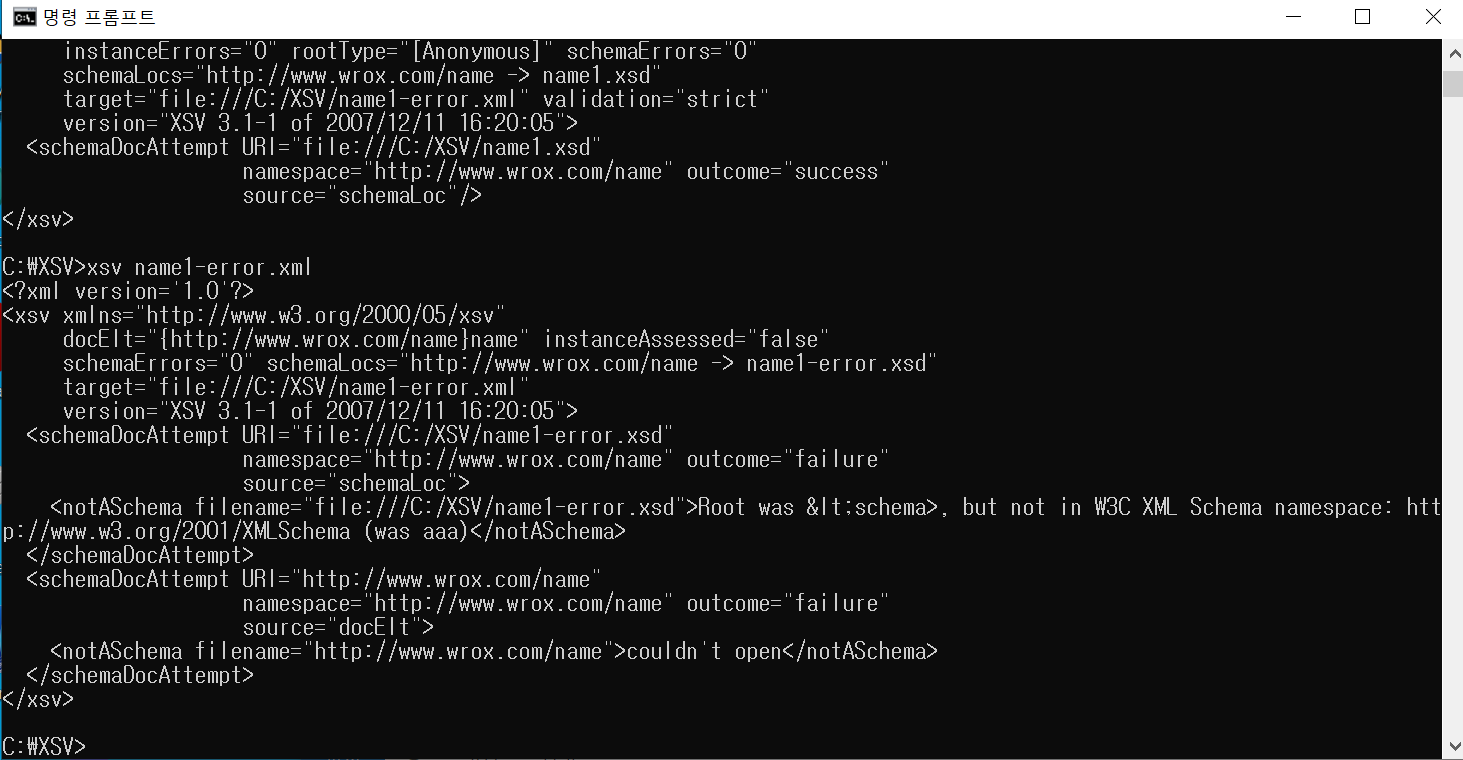 명령 프롬프트
instanceErrors="0" rootType="[Anonymous]" schemaErrors="0"
schemaLocs="http://www.wrox.com/name -> name1.xsd"
target="file:///C:/XSV/name1-error.xml" validation="strict"
version="XSV 3.1-1 of 2007/12/11 16:20:05">
<schemaDocAttempt URI="file:///C:/XSV/name1.xsd"
namespace="http://www.wrox.com/name" outcome="success"
source="schemaLoc"/>
</xsv>
C:₩XSV>xsv name1-error.xml
<?xml version='1.0'?>
<xsv xmlns="http://www.w3.org/2000/05/xsv"
docElt="{http://www.wrox.com/name}name" instanceAssessed="false"
schemaErrors="0" schemaLocs="http://www.wrox.com/name -> name1-error.xsd"
target="file:///C:/XSV/name1-error.xml"
version="XSV 3.1-1 of 2007/12/11 16:20:05">
<schemaDocAttempt URI="file:///C:/XSV/name1-error.xsd"
namespace="http://www.wrox.com/name" outcome="failure"
source="schemaLoc">
<notASchema filename="file:///C:/XSV/name1-error.xsd">Root was &lt;schema>, but not in W3C XML Schema namespace: htt
p://www.w3.org/2001/XMLSchema (was aaa)</notASchema>
</schemaDocAttempt>
<schemaDocAttempt URI="http://www.wrox.com/name"
namespace="http://www.wrox.com/name" outcome="failure"
source="docElt">
<notASchema filename="http://www.wrox.com/name">couldn't open</notASchema>
</schemaDocAttempt>
</xsv>
C:₩XSV>